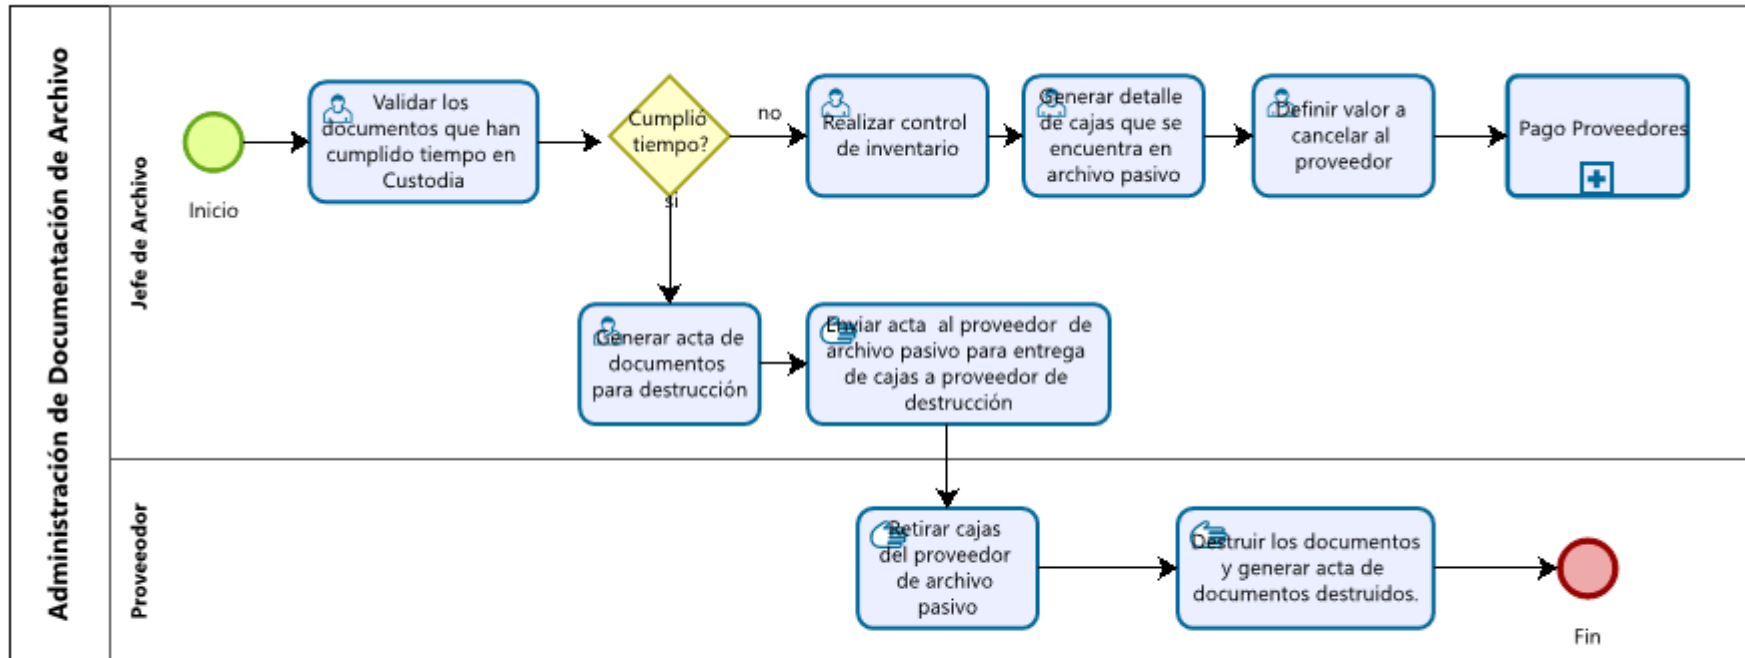 Administración de Documentación de Archivo
Jefe de Archivo
Inicio
Validar los
documentos que han
cumplido tiempo en
Custodia
Cumplió
tiempo?
no
si
Realizar control
de inventario
Generar detalle
de cajas que se
encuentra en
archivo pasivo
Definir valor a
cancelar al
proveedor
Pago Proveedores
Generar acta de
documentos
para destrucción
Enviar acta al proveedor de
archivo pasivo para entrega
de cajas a proveedor de
destrucción
Proveedor
Retirar cajas
del proveedor
de archivo
pasivo
Destruir los documentos
y generar acta de
documentos destruidos.
Fin